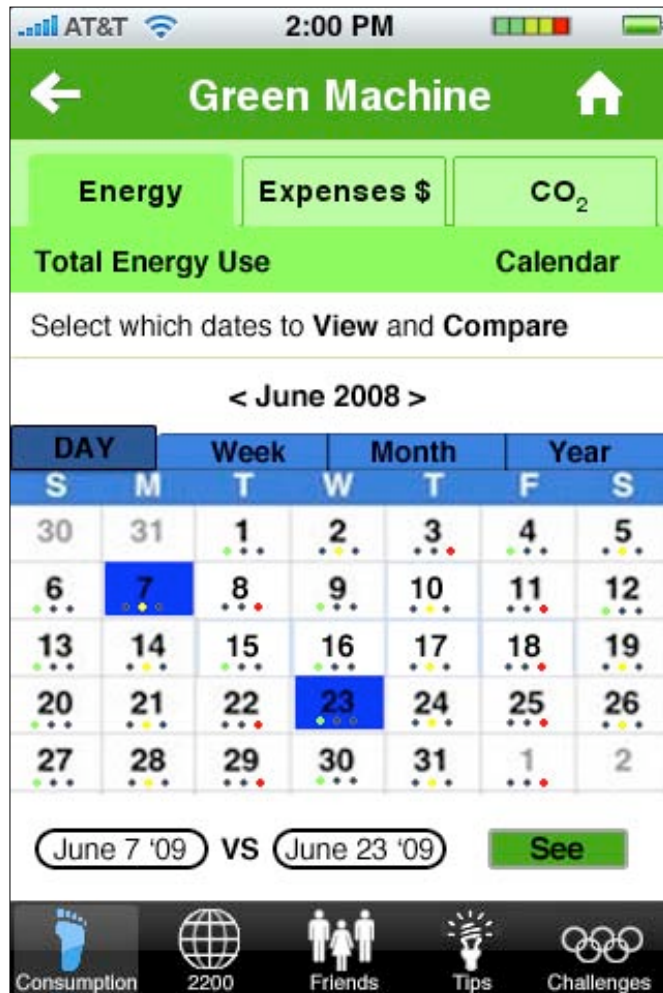 AT&T 2:00 PM
Green Machine
Energy Expenses $ CO₂
Total Energy Use Calendar
Select which dates to View and Compare
< June 2008 >
DAY Week Month Year
S M T W T F S
30 31 1 2 3 4 5
6 7 8 9 10 11 12
13 14 15 16 17 18 19
20 21 22 23 24 25 26
27 28 29 30 31 1 2
June 7 '09 VS June 23 '09 See
Consumption 2200 Friends Tips Challenges